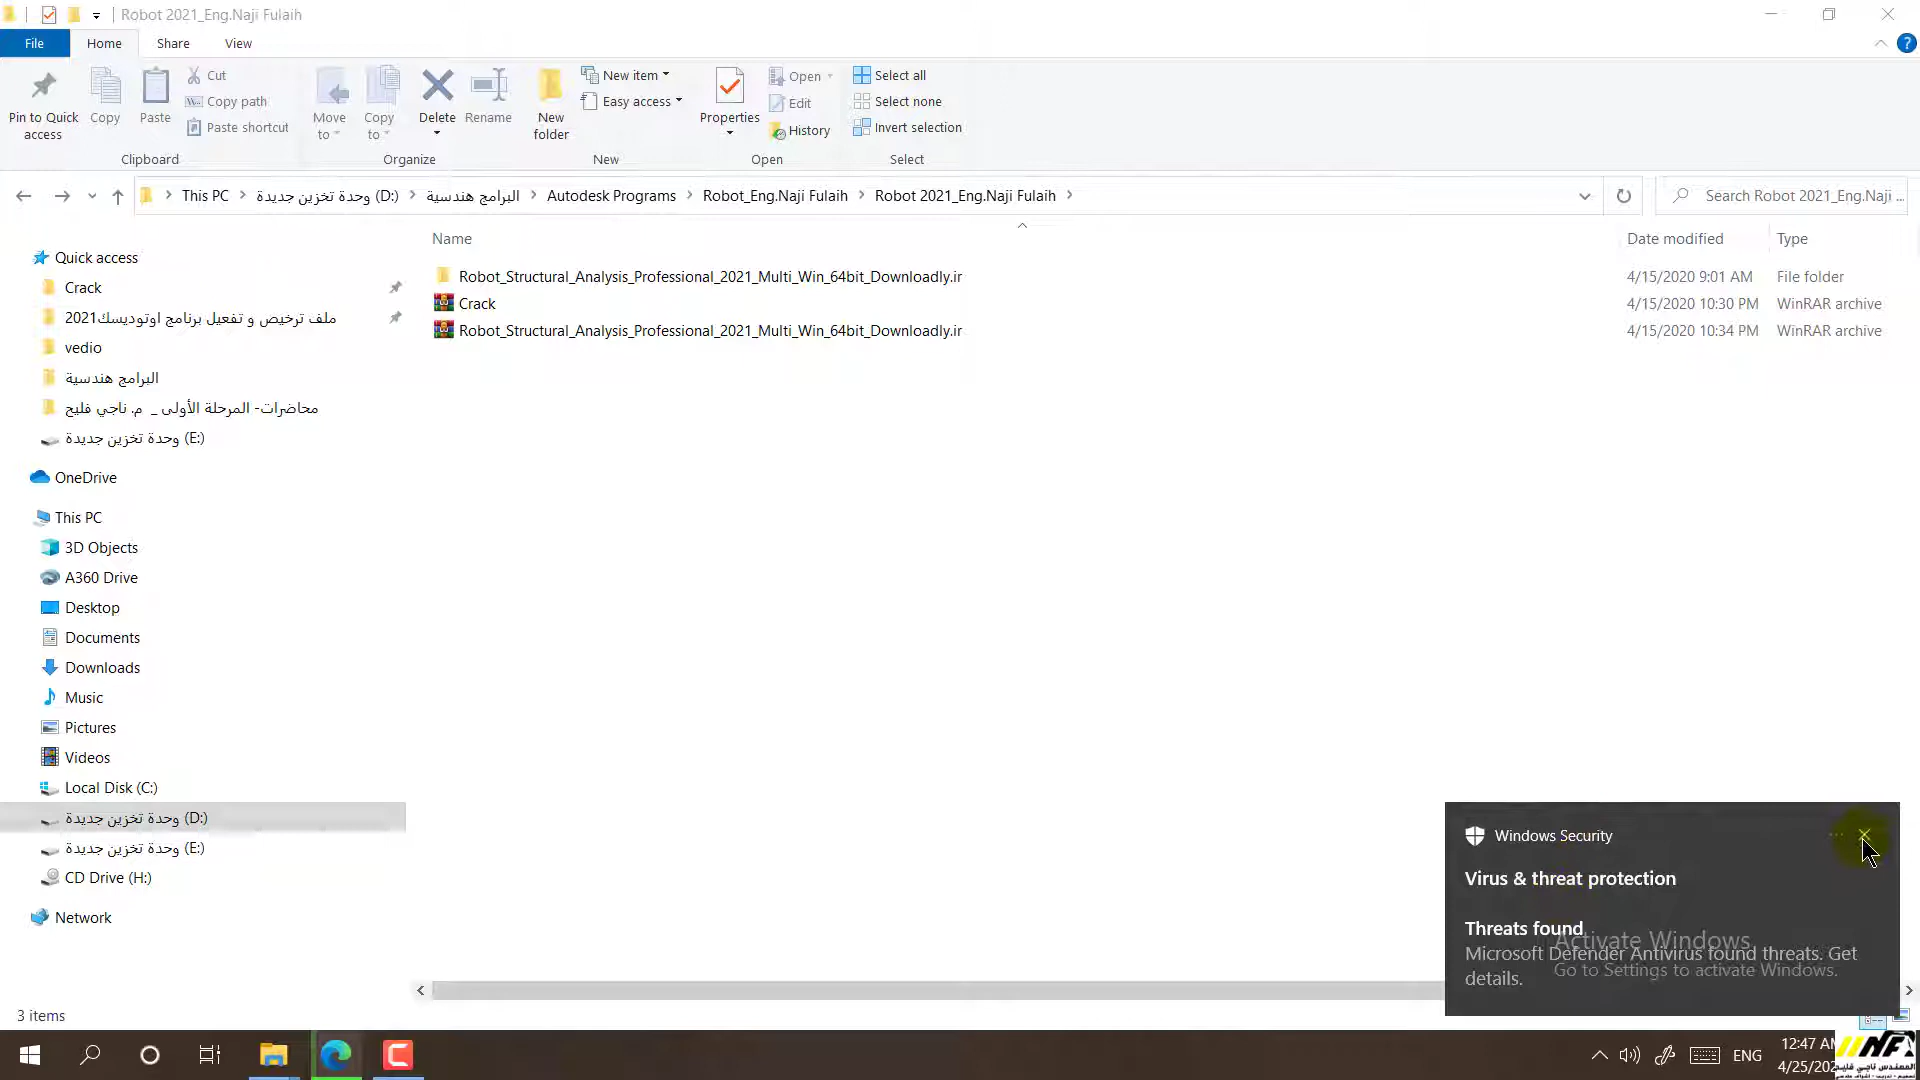 Robot 2021_Eng.Naji Fulaih
File Home Share View
Pin to Quick access
Copy
Paste
Cut
Copy path
Paste shortcut
Clipboard
Move to
Copy to
Delete
Rename
Organize
New folder
New item
Easy access
New
Properties
Open
Edit
History
Open
Select all
Select none
Invert selection
Select
This PC وحدة تخزين جديدة (D:) البرامج هندسية Autodesk Programs Robot_Eng.Naji Fulaih Robot 2021_Eng.Naji Fulaih
Search Robot 2021_Eng.Naji ...
Name Date modified Type
Robot_Structural_Analysis_Professional_2021_Multi_Win_64bit_Downloadly.ir 4/15/2020 9:01 AM File folder
Crack 4/15/2020 10:30 PM WinRAR archive
Robot_Structural_Analysis_Professional_2021_Multi_Win_64bit_Downloadly.ir 4/15/2020 10:34 PM WinRAR archive
Quick access
Crack
ملف ترخيص و تفعيل برنامج اوتوديسك2021
vedio
البرامج هندسية
محاضرات- المرحلة الأولى _ م. ناجي فليح
وحدة تخزين جديدة (E:)
OneDrive
This PC
3D Objects
A360 Drive
Desktop
Documents
Downloads
Music
Pictures
Videos
Local Disk (C:)
وحدة تخزين جديدة (D:)
وحدة تخزين جديدة (E:)
CD Drive (H:)
Network
Windows Security
Virus & threat protection
Threats found
Microsoft Defender Antivirus found threats. Get details.
Activate Windows
Go to Settings to activate Windows.
3 items
ENG
12:47 AM
NF
المهندس ناجي فليح